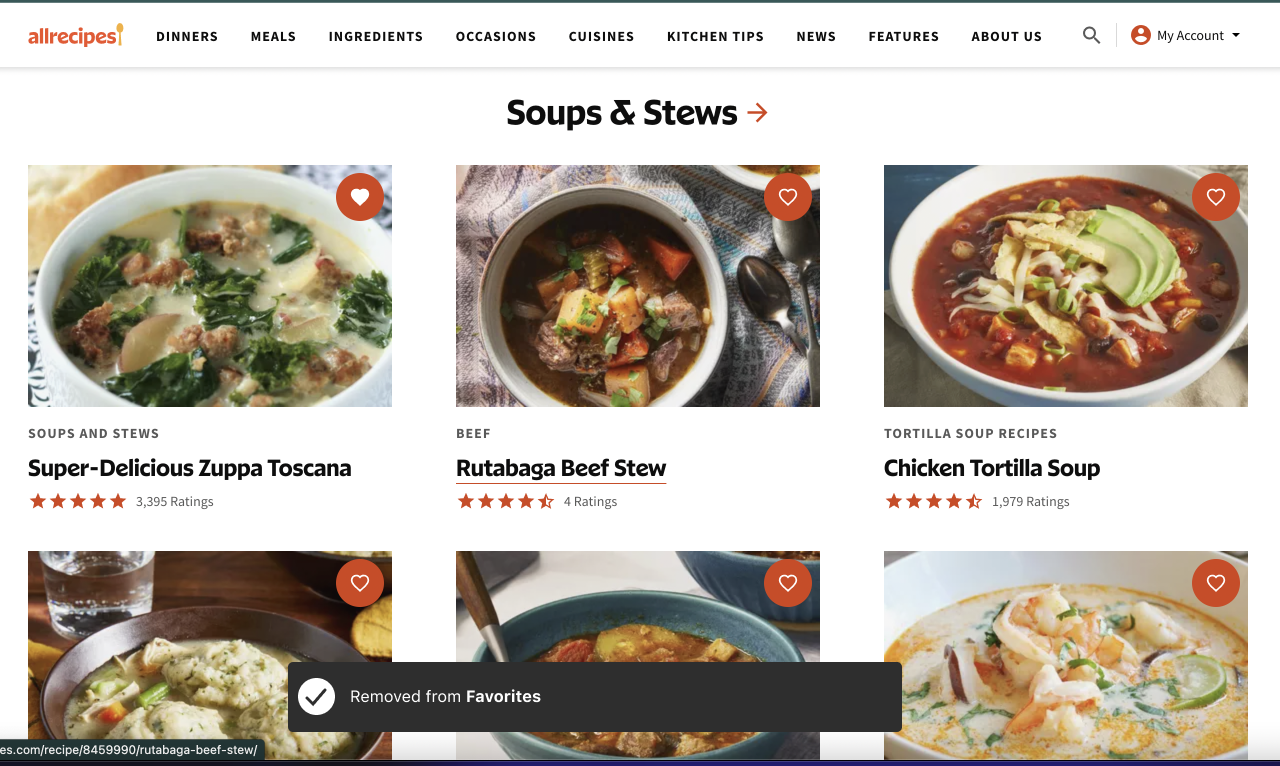 allrecipes
DINNERS MEALS INGREDIENTS OCCASIONS CUISINES KITCHEN TIPS NEWS FEATURES ABOUT US My Account
Soups & Stews
SOUPS AND STEWS
Super-Delicious Zuppa Toscana
3,395 Ratings
BEEF
Rutabaga Beef Stew
4 Ratings
TORTILLA SOUP RECIPES
Chicken Tortilla Soup
1,979 Ratings
Removed from Favorites
es.com/recipe/8459990/rutabaga-beef-stew/